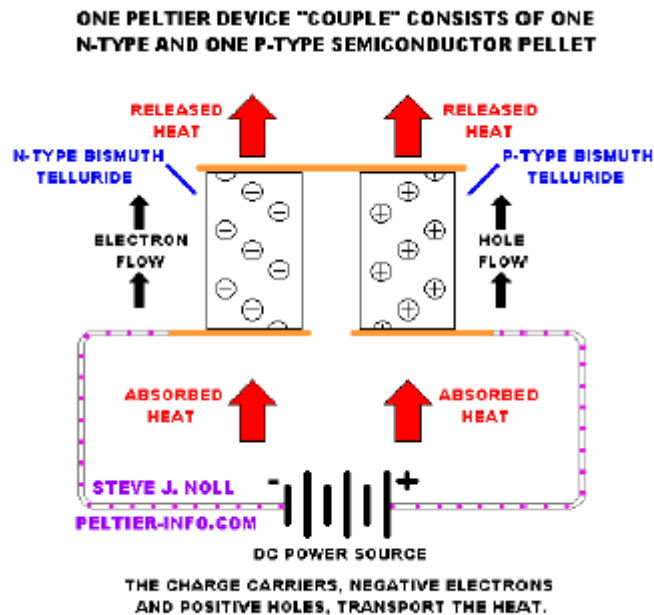 ONE PELTIER DEVICE "COUPLE" CONSISTS OF ONE
N-TYPE AND ONE P-TYPE SEMICONDUCTOR PELLET
RELEASED
HEAT
RELEASED
HEAT
N-TYPE BISMUTH
TELLURIDE
P-TYPE BISMUTH
TELLURIDE
ELECTRON
FLOW
HOLE
FLOW
ABSORBED
HEAT
ABSORBED
HEAT
STEVE J. NOLL
- +
PELTIER-INFO.COM
DC POWER SOURCE
THE CHARGE CARRIERS, NEGATIVE ELECTRONS
AND POSITIVE HOLES, TRANSPORT THE HEAT.